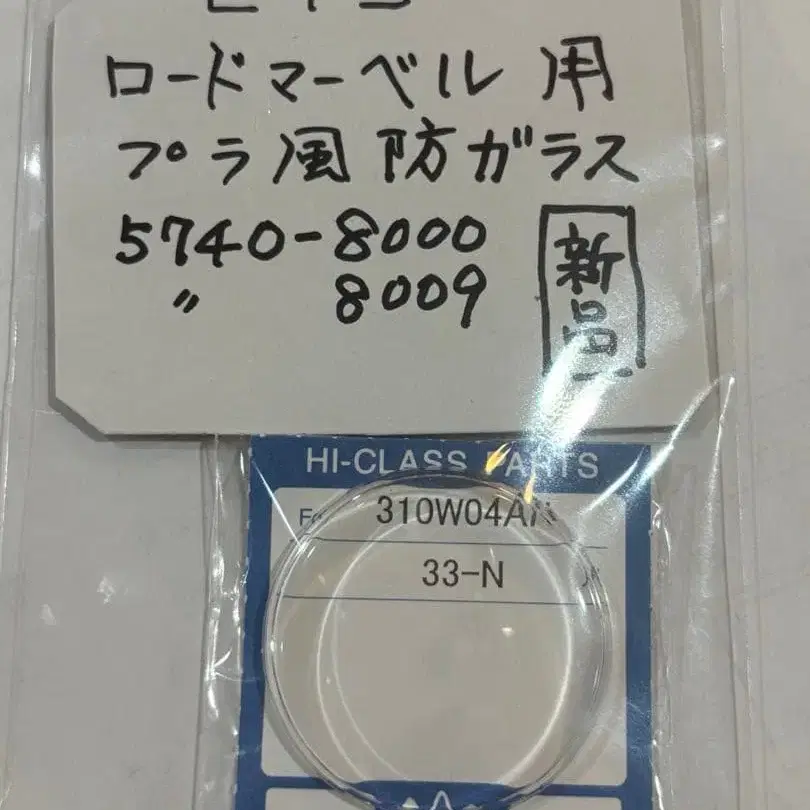 ロードマーベル用
プラ風防ガラス
5740-8000
〃 8009
新品
HI-CLASS PARTS
310W04AN
33-N